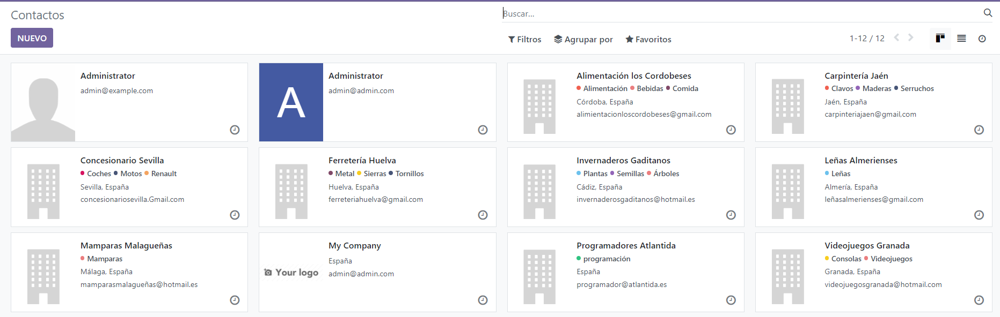 Contactos
Buscar...
NUEVO
Filtros Agrupar por Favoritos
1-12 / 12
Administrator
admin@example.com
A
Administrator
admin@admin.com
Alimentación los Cordobeses
Alimentación Bebidas Comida
Córdoba, España
alimientacionloscordobeses@gmail.com
Carpintería Jaén
Clavos Maderas Serruchos
Jaén, España
carpinteriajaen@gmail,com
Concesionario Sevilla
Coches Motos Renault
Sevilla, España
concesionariosevilla.Gmail.com
Ferretería Huelva
Metal Sierras Tornillos
Huelva, España
ferreteriahuelva@gmail.com
Invernaderos Gaditanos
Plantas Semillas Árboles
Cádiz, España
invernaderosgaditanos@hotmail.es
Leñas Almerienses
Leñas
Almería, España
leñasalmerienses@gmail.com
Mamparas Malagueñas
Mamparas
Málaga, España
mamparasmalagueñas@hotmail.es
Your logo
My Company
España
admin@admin.com
Programadores Atlantida
programación
España
programador@atlantida.es
Videojuegos Granada
Consolas Videojuegos
Granada, España
videojuegosgranada@hotmail.com